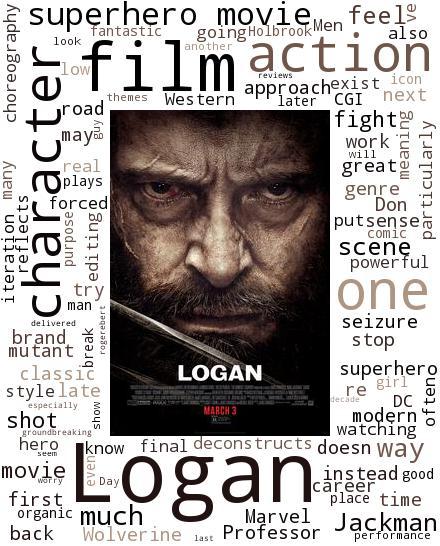 superhero movie
feel
ve
fantastic
going
Holbrook
Men
also
choreography
look
film
another
action
low
reviews
icon
themes
Western
approach
exist
later
CGI
next
character
road
may
guy
fight
meaning
particularly
work
will
great
many
real
plays
genre
forced
Don
iteration
reflects
purpose
editing
put
sense
comic
scene
powerful
try
man
one
rogerebert
delivered
seizure
brand
mutant
break
stop
LOGAN
classic
superhero
style
late
re
girl
MARCH 3
decade
DC
often
especially
show
shot
modern
groundbreaking
watching
hero
seem
know
final
deconstructs
doesn
way
movie
worry
even
Day
Logan
instead
good
career
first
place
time
organic
much
Marvel
Jackman
back
Wolverine
last
Professor
performance